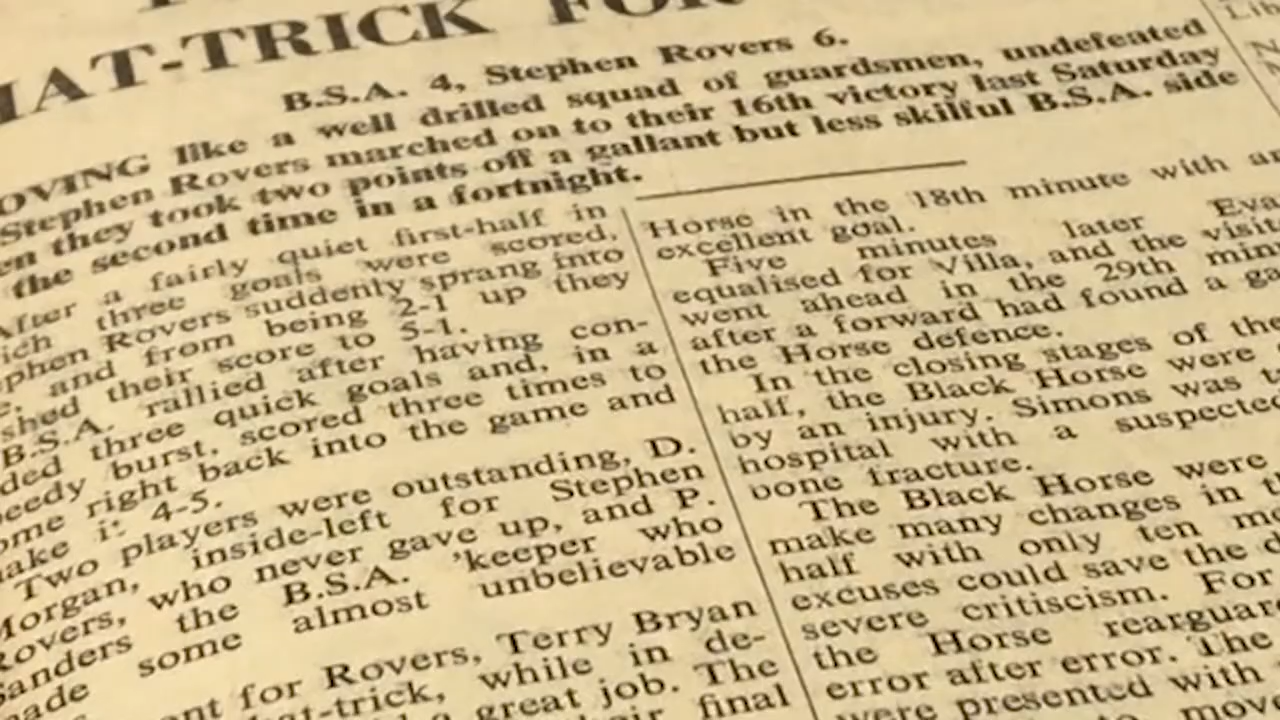 HAT-TRICK FOR
B.S.A. 4, Stephen Rovers 6.
OVING like a well drilled squad of guardsmen, undefeated
Stephen Rovers marched on to their 16th victory last Saturday
en they took two points off a gallant but less skilful B.S.A. side
the second time in a fortnight.
After a fairly quiet first-half in
ich three goals were scored,
phen Rovers suddenly sprang into
, and from being 2-1 up they
shed their score to 5-1.
B.S.A. rallied after having con-
ded three quick goals and, in a
eedy burst, scored three times to
ome right back into the game and
ake it 4-5.
Two players were outstanding, D.
Morgan, inside-left for Stephen
Rovers, who never gave up, and P.
Sanders the B.S.A. 'keeper who
ade some almost unbelievable
nt for Rovers, Terry Bryan
hat-trick, while in de-
a great job. The
final
Horse in the 18th minute with an
excellent goal.
Five minutes later Eva
equalised for Villa, and the visit
went ahead in the 29th min
after a forward had found a ga
the Horse defence.
In the closing stages of the
half, the Black Horse were
by an injury. Simons was t
hospital with a suspected
bone fracture.
The Black Horse were
make many changes in t
half with only ten me
excuses could save the d
severe critiscism. For
the Horse rearguar
error after error. The
were presented with
move
Lib
N
N